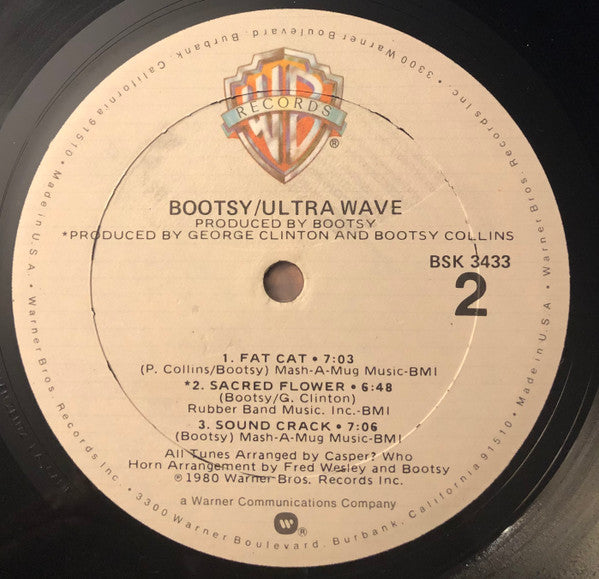 WB
RECORDS
®
BOOTSY/ULTRA WAVE
PRODUCED BY BOOTSY
*PRODUCED BY GEORGE CLINTON AND BOOTSY COLLINS
BSK 3433
2
1. FAT CAT • 7:03
(P. Collins/Bootsy) Mash-A-Mug Music-BMI
*2. SACRED FLOWER • 6:48
(Bootsy/G. Clinton)
Rubber Band Music. Inc.-BMI
3. SOUND CRACK • 7:06
(Bootsy) Mash-A-Mug Music-BMI
All Tunes Arranged by Casper? Who
Horn Arrangement by Fred Wesley and Bootsy
℗1980 Warner Bros. Records Inc.
a Warner Communications Company
®
Warner Bros. Records Inc. • 3300 Warner Boulevard, Burbank, California 91510 • Made in U.S.A. • Warner Bros. Records Inc. • 3300 Warner Boulevard, Burbank, California 91510 • Made in U.S.A. •